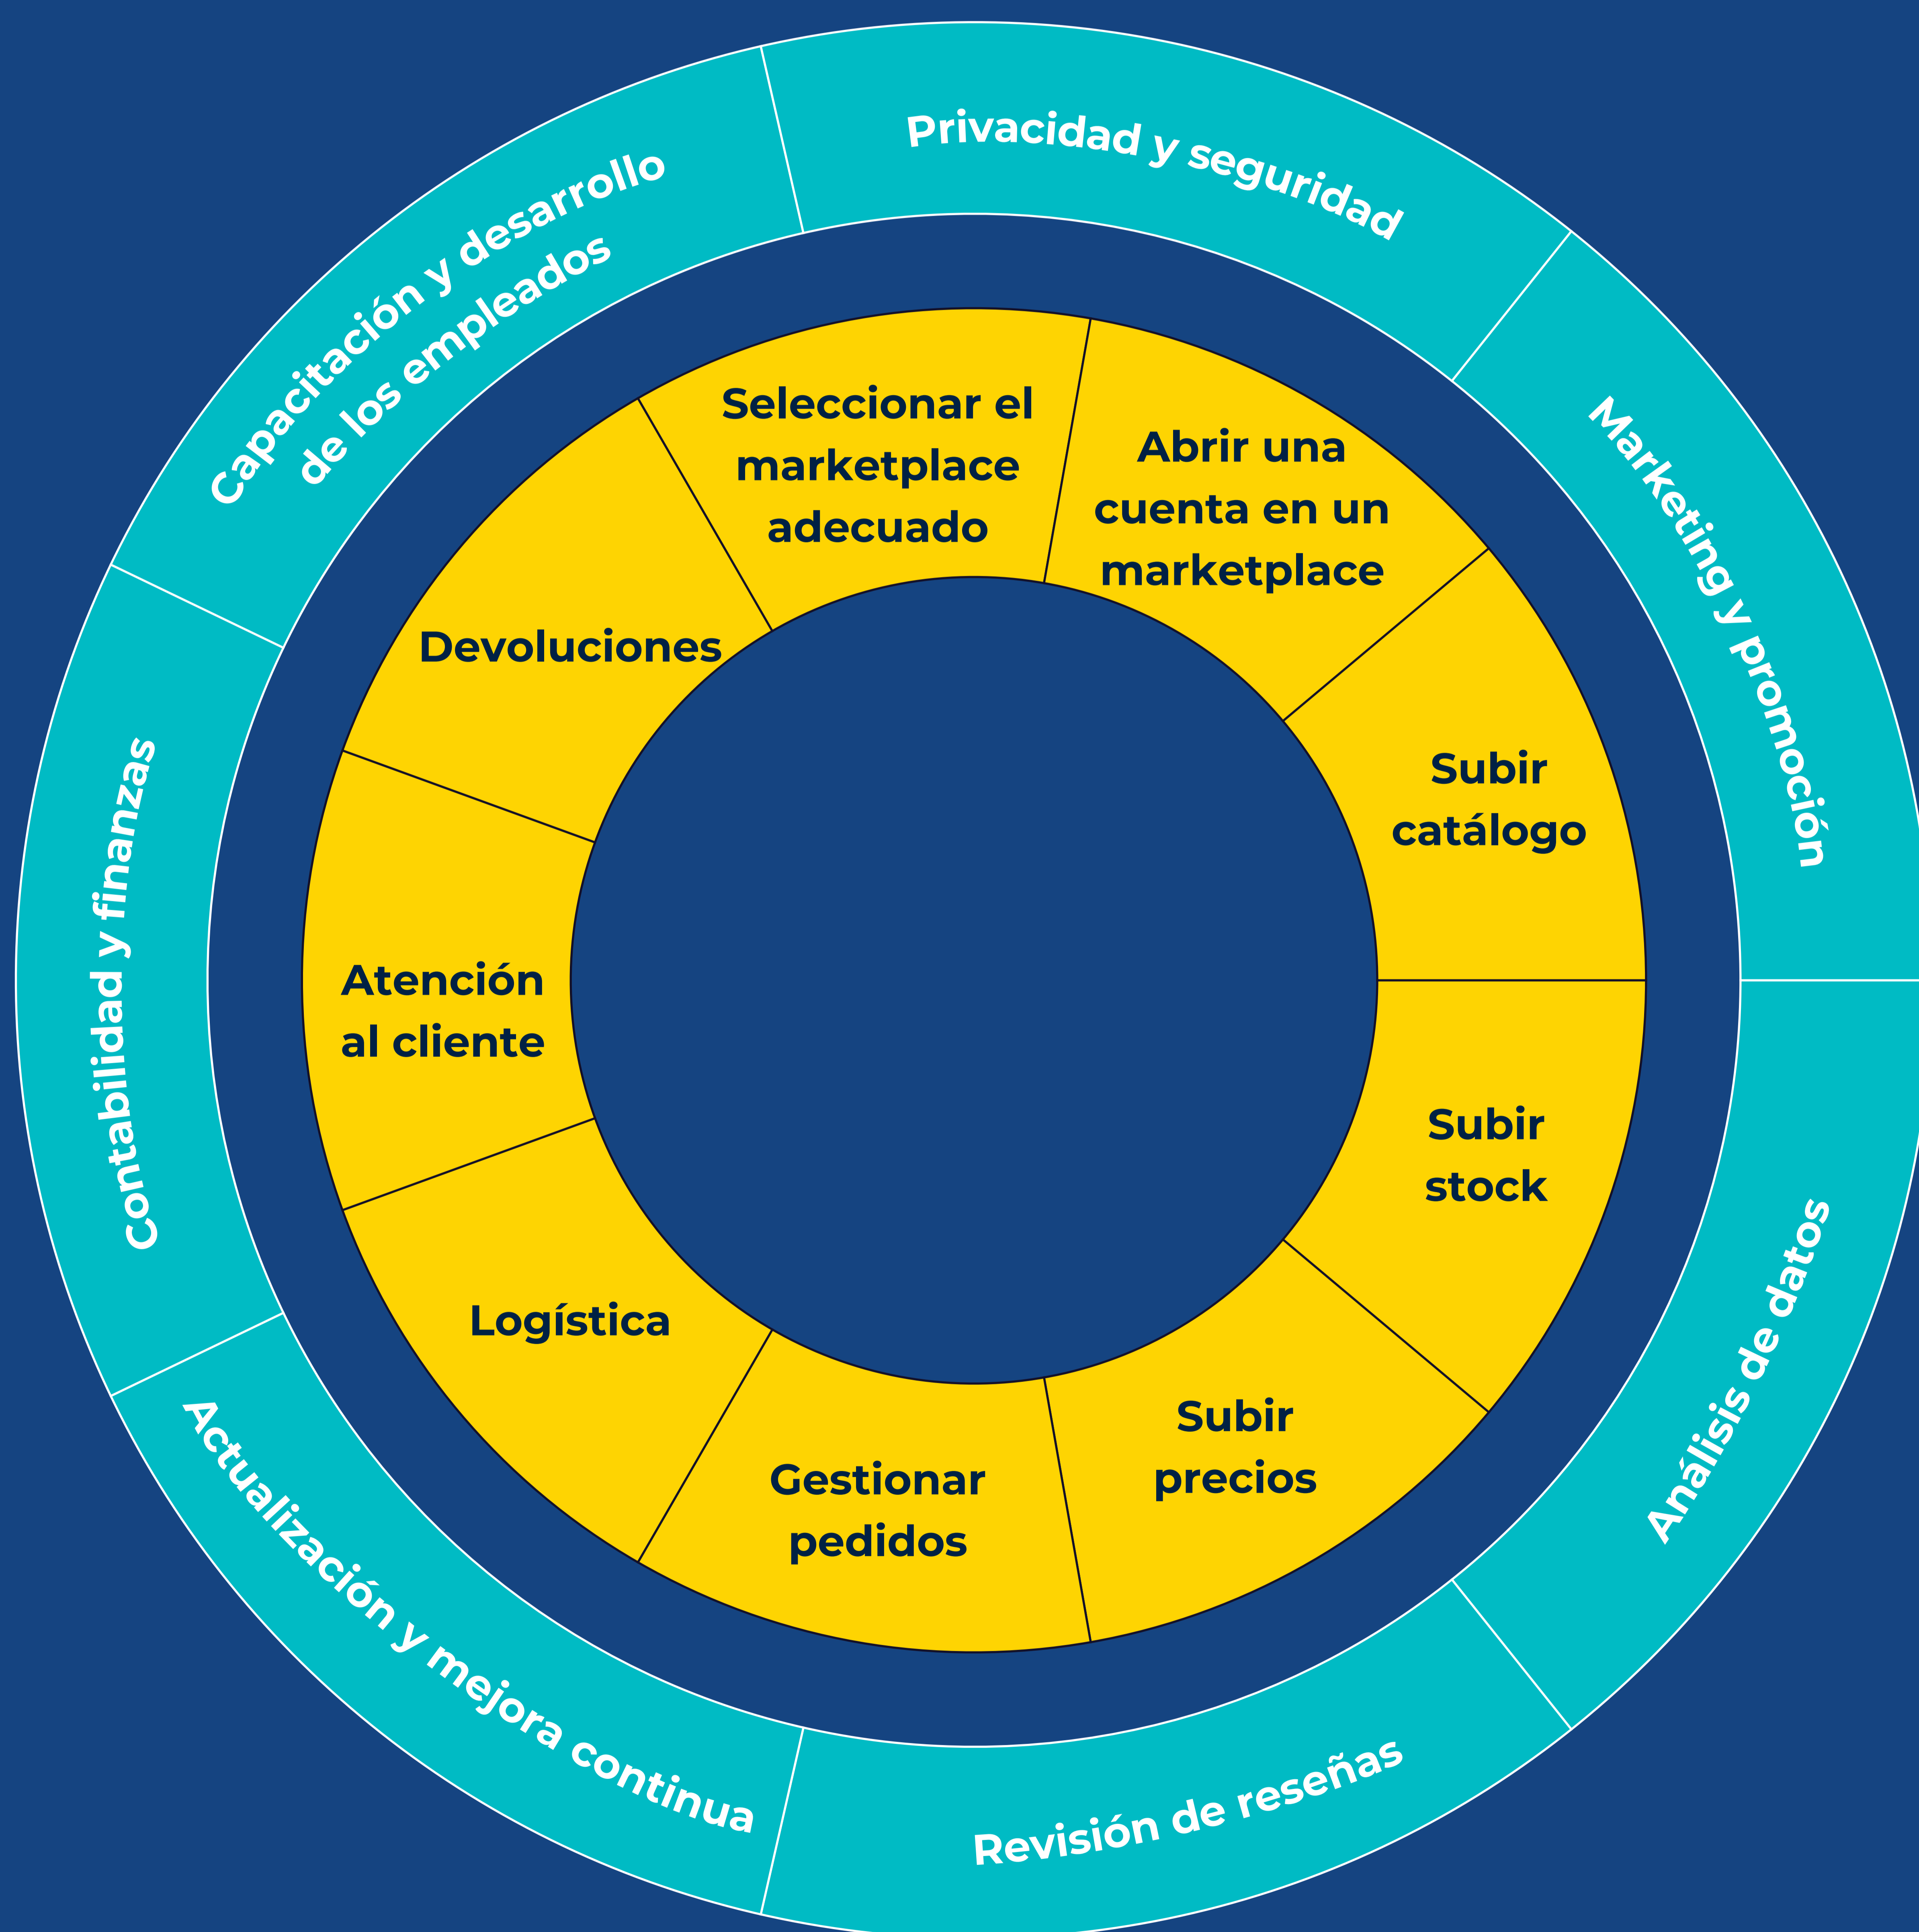 Privacidad y seguridad
Marketing y promoción
Análisis de datos
Revisión de reseñas
Actualización y mejora continua
Contabilidad y finanzas
Capacitación y desarrollo
de los empleados
Seleccionar el
marketplace
adecuado
Abrir una
cuenta en un
marketplace
Subir
catálogo
Subir
stock
Subir
precios
Gestionar
pedidos
Logística
Atención
al cliente
Devoluciones